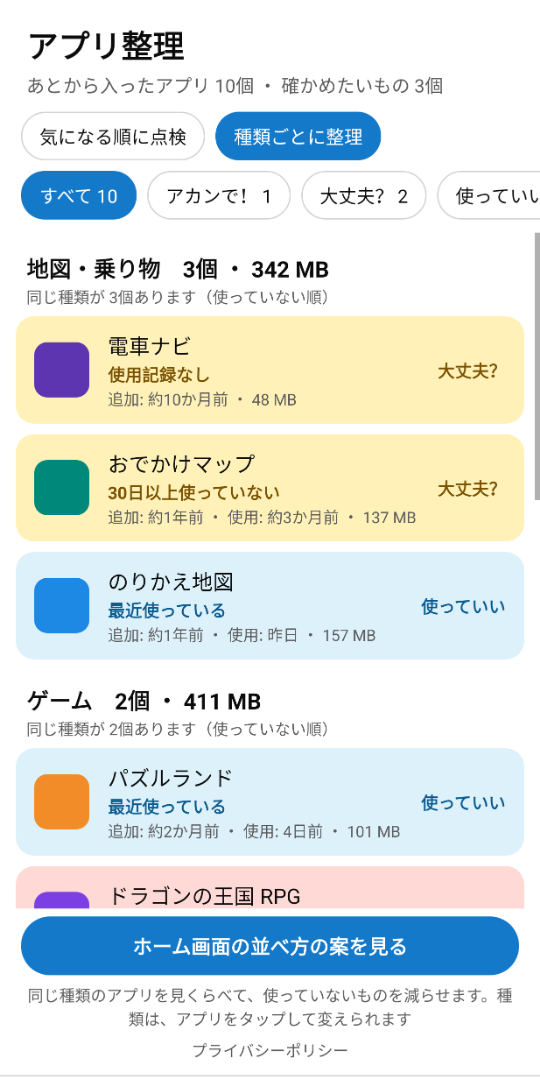 アプリ整理
あとから入ったアプリ 10個 ・ 確かめたいもの 3個
気になる順に点検
種類ごとに整理
すべて 10
アカンで! 1
大丈夫? 2
使ってい
地図・乗り物 3個 ・ 342 MB
同じ種類が 3個あります（使っていない順）
電車ナビ
使用記録なし
追加: 約10か月前 ・ 48 MB
大丈夫?
おでかけマップ
30日以上使っていない
追加: 約1年前 ・ 使用: 約3か月前 ・ 137 MB
大丈夫?
のりかえ地図
最近使っている
追加: 約1年前 ・ 使用: 昨日 ・ 157 MB
使っていい
ゲーム 2個 ・ 411 MB
同じ種類が 2個あります（使っていない順）
パズルランド
最近使っている
追加: 約2か月前 ・ 使用: 4日前 ・ 101 MB
使っていい
ドラゴンの王国 RPG
ホーム画面の並べ方の案を見る
同じ種類のアプリを見くらべて、使っていないものを減らせます。種
類は、アプリをタップして変えられます
プライバシーポリシー